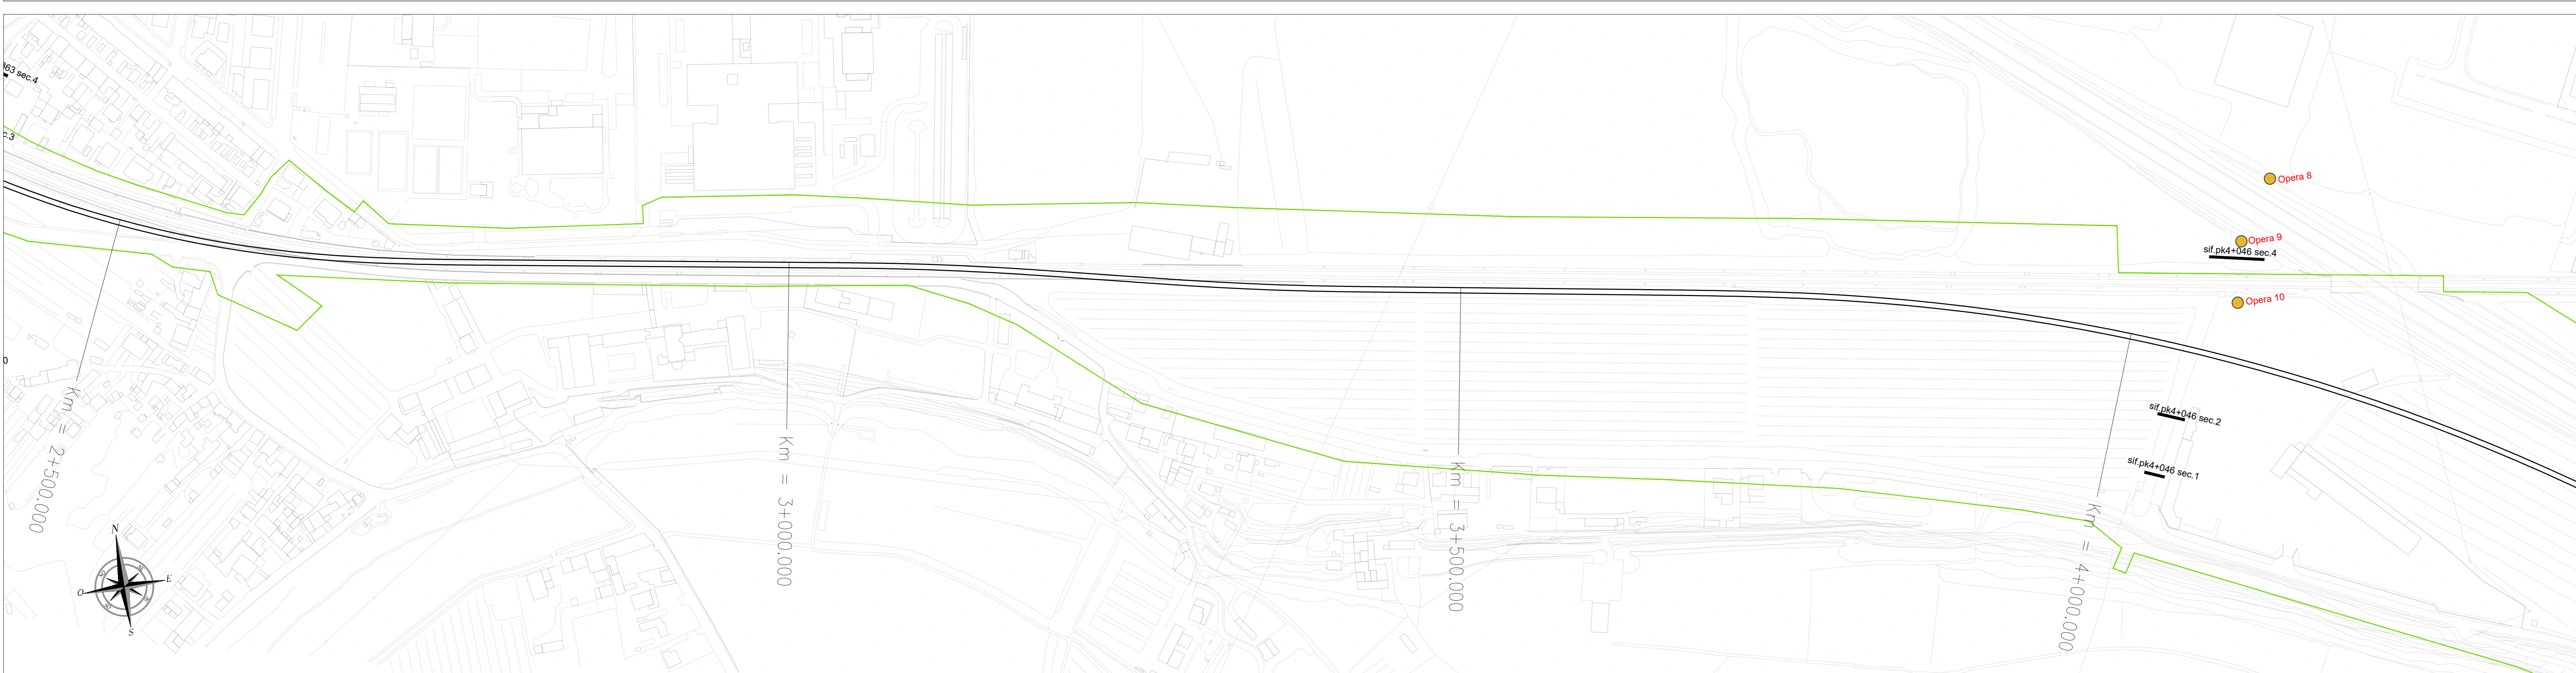 363 sec.4
c.3
0
Opera 8
Opera 9
sif.pk4+046 sec.4
Opera 10
sif.pk4+046 sec.2
sif.pk4+046 sec.1
Km = 2+500.000
Km = 3+000.000
Km = 3+500.000
Km = 4+000.000
N
E
O
S